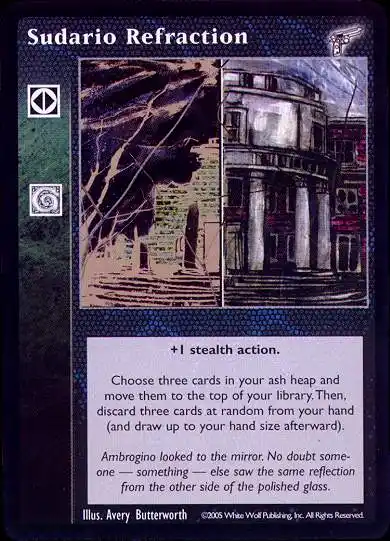 Sudario Refraction
+1 stealth action.
Choose three cards in your ash heap and
move them to the top of your library. Then,
discard three cards at random from your hand
(and draw up to your hand size afterward).
Ambrogino looked to the mirror. No doubt some-
one — something — else saw the same reflection
from the other side of the polished glass.
Illus. Avery Butterworth ©2005 White Wolf Publishing, Inc. All Rights Reserved.